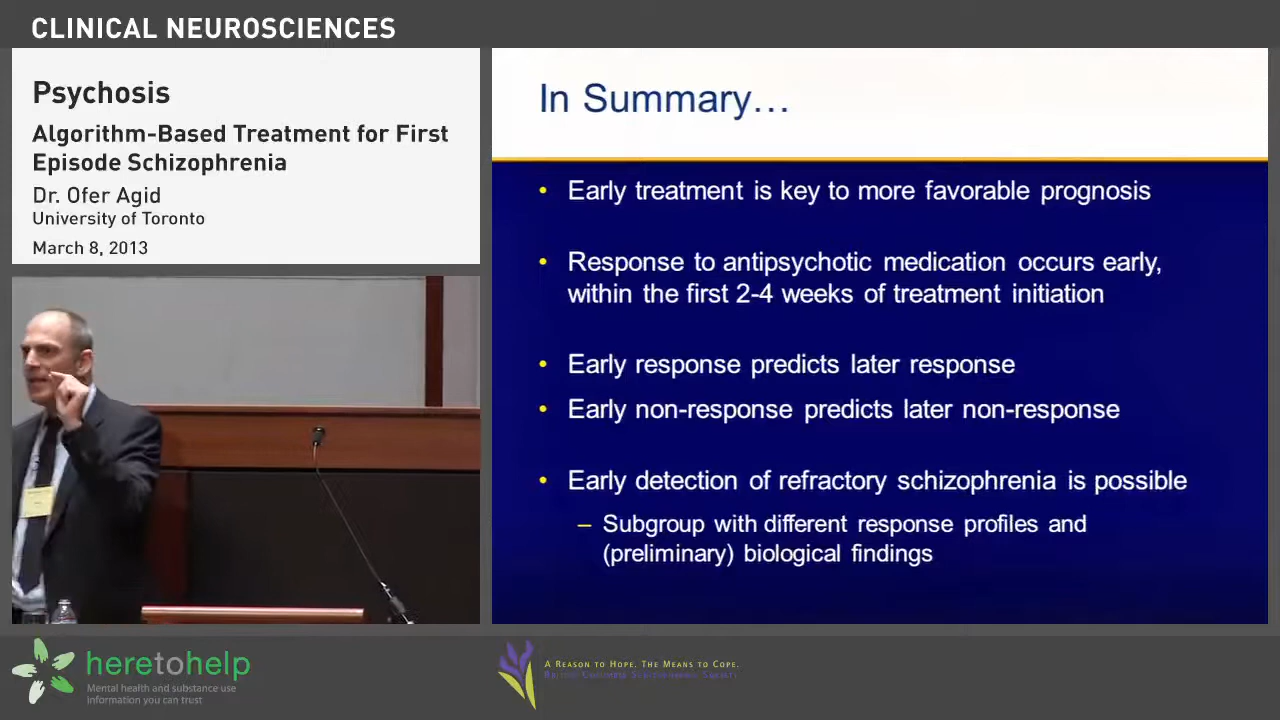 CLINICAL NEUROSCIENCES
Psychosis
Algorithm-Based Treatment for First
Episode Schizophrenia
Dr. Ofer Agid
University of Toronto
March 8, 2013
In Summary…
• Early treatment is key to more favorable prognosis
• Response to antipsychotic medication occurs early,
within the first 2-4 weeks of treatment initiation
• Early response predicts later response
• Early non-response predicts later non-response
• Early detection of refractory schizophrenia is possible
– Subgroup with different response profiles and
(preliminary) biological findings
heretohelp
Mental health and substance use
information you can trust
A Reason to Hope. The Means to Cope.
British Columbia Schizophrenia Society